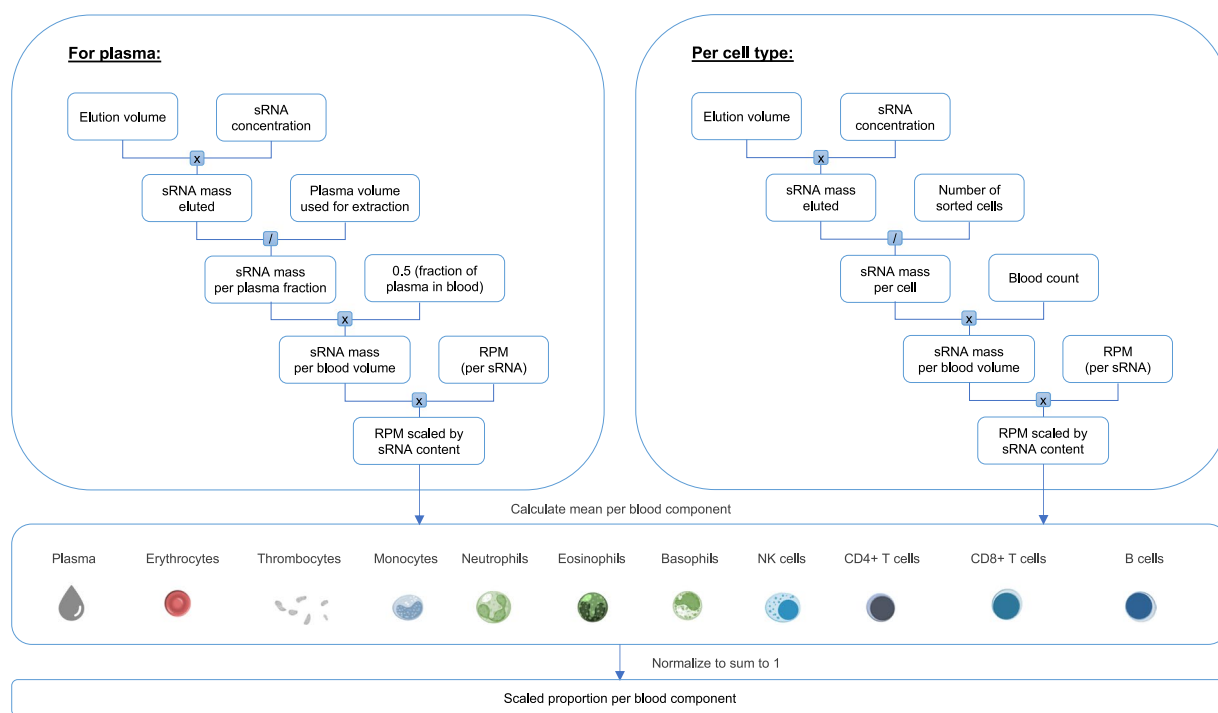 For plasma:
Elution volume
sRNA
concentration
x
sRNA mass
eluted
Plasma volume
used for extraction
/
sRNA mass
per plasma fraction
0.5 (fraction of
plasma in blood)
x
sRNA mass
per blood volume
RPM
(per sRNA)
x
RPM scaled by
sRNA content
Per cell type:
Elution volume
sRNA
concentration
x
sRNA mass
eluted
Number of
sorted cells
/
sRNA mass
per cell
Blood count
x
sRNA mass
per blood volume
RPM
(per sRNA)
x
RPM scaled by
sRNA content
Calculate mean per blood component
Plasma
Erythrocytes
Thrombocytes
Monocytes
Neutrophils
Eosinophils
Basophils
NK cells
CD4+ T cells
CD8+ T cells
B cells
Normalize to sum to 1
Scaled proportion per blood component